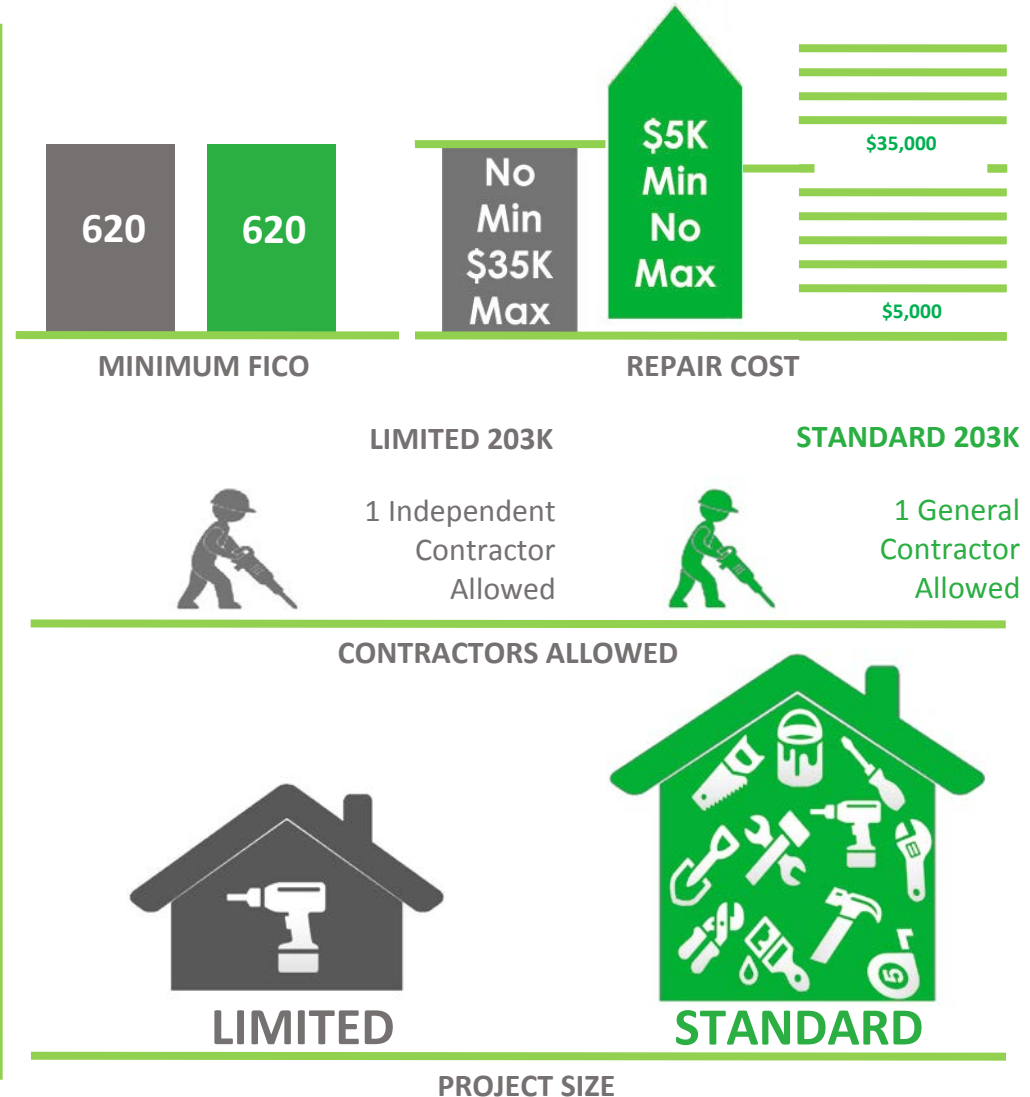 620
620
MINIMUM FICO
No
Min
$35K
Max
$5K
Min
No
Max
$35,000
$5,000
REPAIR COST
LIMITED 203K
1 Independent
Contractor
Allowed
STANDARD 203K
1 General
Contractor
Allowed
CONTRACTORS ALLOWED
5
LIMITED
STANDARD
PROJECT SIZE